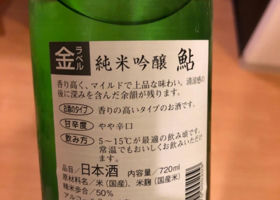 金ラベル 純米吟醸 鮎
香り高く、マイルドで上品な味わい。清涼感の
後に深みを含んだ余韻が残ります。
お酒のタイプ 香りの高いタイプのお酒です。
甘辛度 やや辛口
飲み方 5～15℃が最適の飲み頃です。
常温でもおいしくお飲みいただけ
品目／日本酒 内容量／720ml
原材料名／米（国産）、米麹（国産米）
精米歩合／50%